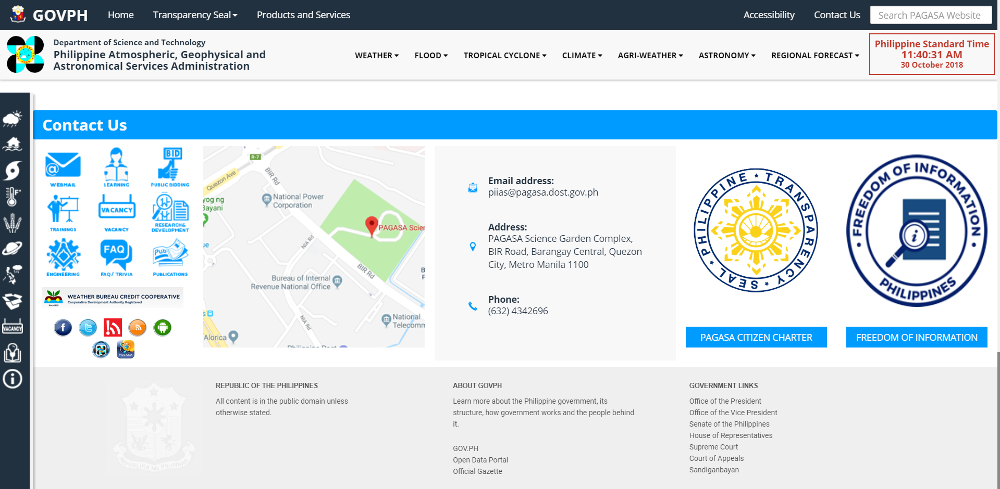 GOVPH
Home
Transparency Seal
Products and Services
Accessibility
Contact Us
Search PAGASA Website
Department of Science and Technology
Philippine Atmospheric, Geophysical and
Astronomical Services Administration
WEATHER
FLOOD
TROPICAL CYCLONE
CLIMATE
AGRI-WEATHER
ASTRONOMY
REGIONAL FORECAST
Philippine Standard Time
11:40:31 AM
30 October 2018
F°
VACANCY
Contact Us
@
WEBMAIL
LEARNING
BID
PUBLIC BIDDING
TRAININGS
VACANCY
VACANCY
RESEARCH&
DEVELOPMENT
ENGINEERING
FAQ
FAQ / TRIVIA
Pub
PUBLICATIONS
WEATHER BUREAU CREDIT COOPERATIVE
Cooperative Development Authority Registered
PAGASA
R-7
BIR Rd
Quezon Ave
yog ng
Bayani
National Power
Corporation
PAGASA Scie
ue
NIA Rd
BIR Rd
Bureau of Internal
Revenue National Office
NIA Rd
National
Telecomm
Alorica
Email address:
piias@pagasa.dost.gov.ph
Address:
PAGASA Science Garden Complex,
BIR Road, Barangay Central, Quezon
City, Metro Manila 1100
Phone:
(632) 4342696
PHILIPPINE TRANSPARENCY SEAL
PAGASA CITIZEN CHARTER
FREEDOM OF INFORMATION
PHILIPPINES
FREEDOM OF INFORMATION
REPUBLIKA NG PILIPINAS
REPUBLIC OF THE PHILIPPINES
All content is in the public domain unless
otherwise stated.
ABOUT GOVPH
Learn more about the Philippine government, its
structure, how government works and the people behind
it.
GOV.PH
Open Data Portal
Official Gazette
GOVERNMENT LINKS
Office of the President
Office of the Vice President
Senate of the Philippines
House of Representatives
Supreme Court
Court of Appeals
Sandiganbayan